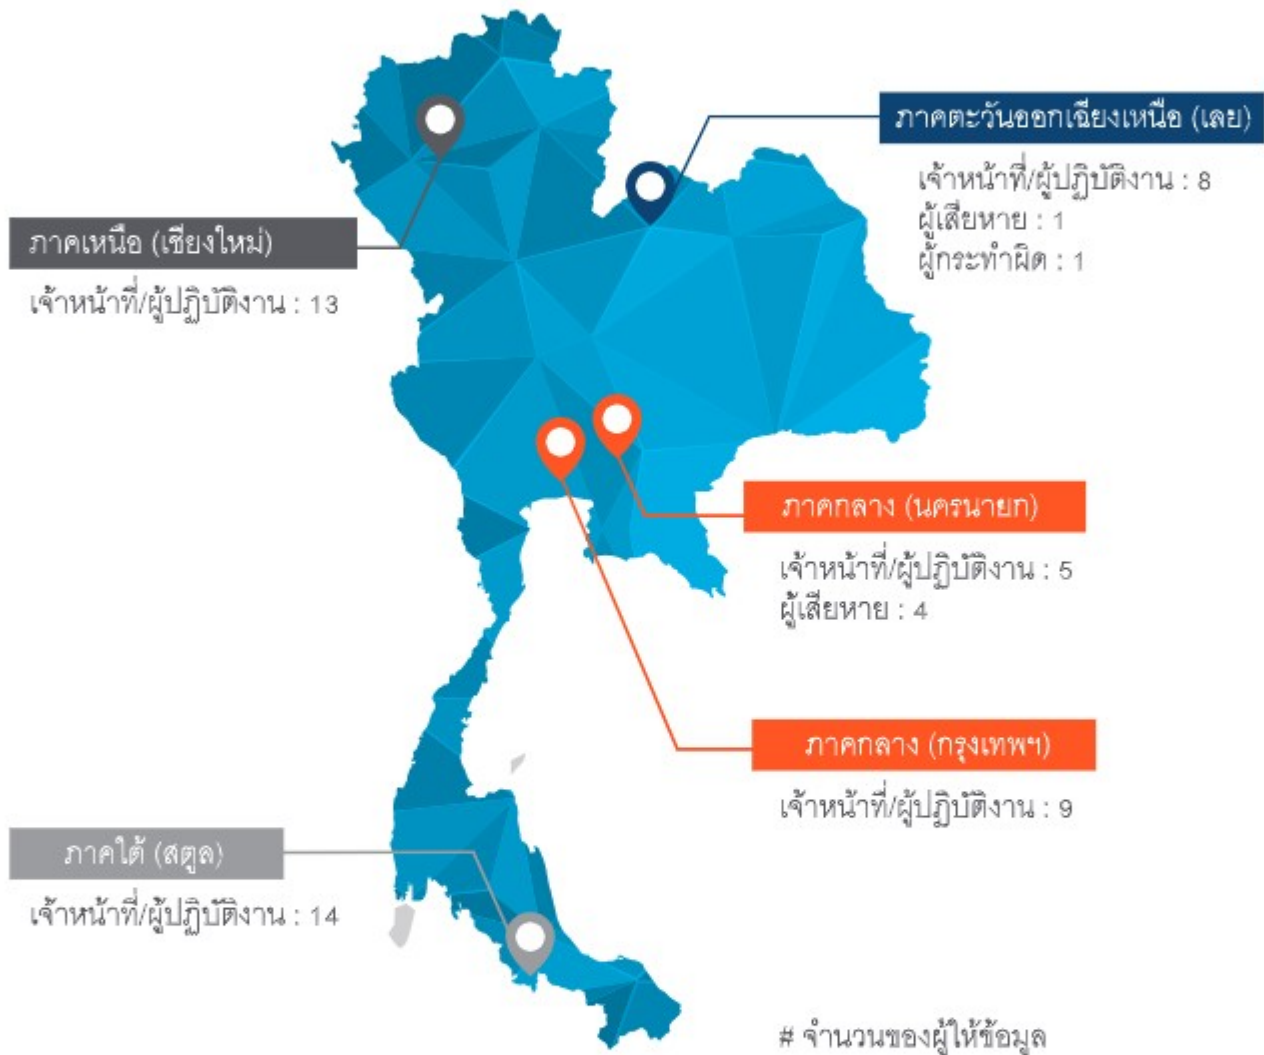 ภาคตะวันออกเฉียงเหนือ (เลย)
เจ้าหน้าที่/ผู้ปฏิบัติงาน : 8
ผู้เสียหาย : 1
ผู้กระทำผิด : 1
ภาคเหนือ (เชียงใหม่)
เจ้าหน้าที่/ผู้ปฏิบัติงาน : 13
ภาคกลาง (นครนายก)
เจ้าหน้าที่/ผู้ปฏิบัติงาน : 5
ผู้เสียหาย : 4
ภาคกลาง (กรุงเทพฯ)
เจ้าหน้าที่/ผู้ปฏิบัติงาน : 9
ภาคใต้ (สตูล)
เจ้าหน้าที่/ผู้ปฏิบัติงาน : 14
# จำนวนของผู้ให้ข้อมูล